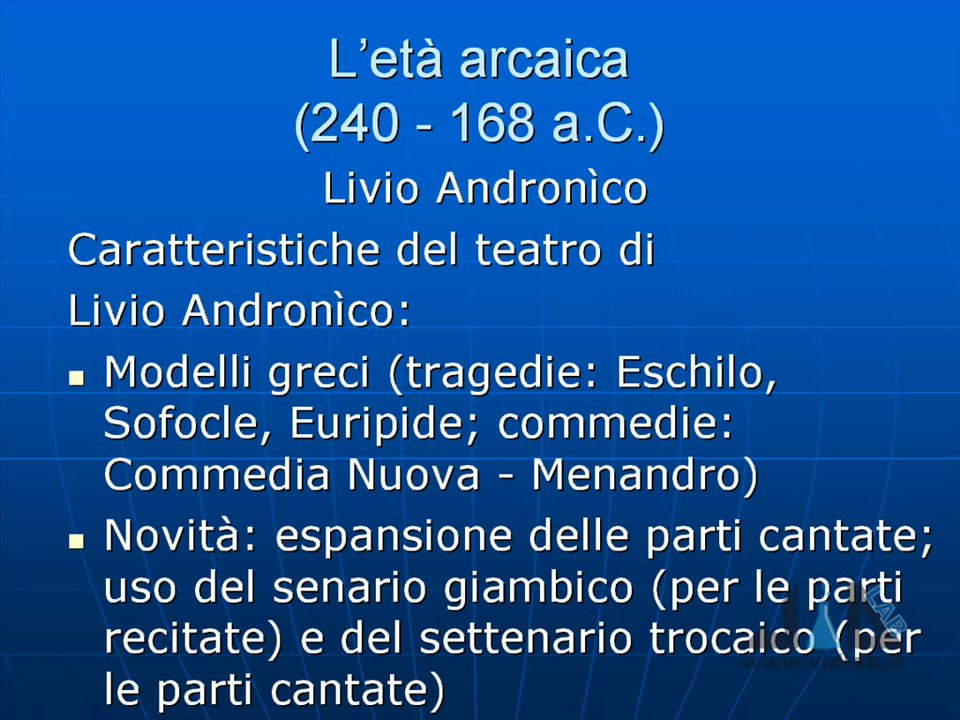 L'età arcaica
(240 - 168 a.C.)
Livio Andronìco
Caratteristiche del teatro di
Livio Andronìco:
Modelli greci (tragedie: Eschilo,
Sofocle, Euripide; commedie:
Commedia Nuova - Menandro)
Novità: espansione delle parti cantate;
uso del senario giambico (per le parti
recitate) e del settenario trocaico (per
le parti cantate)
LAB